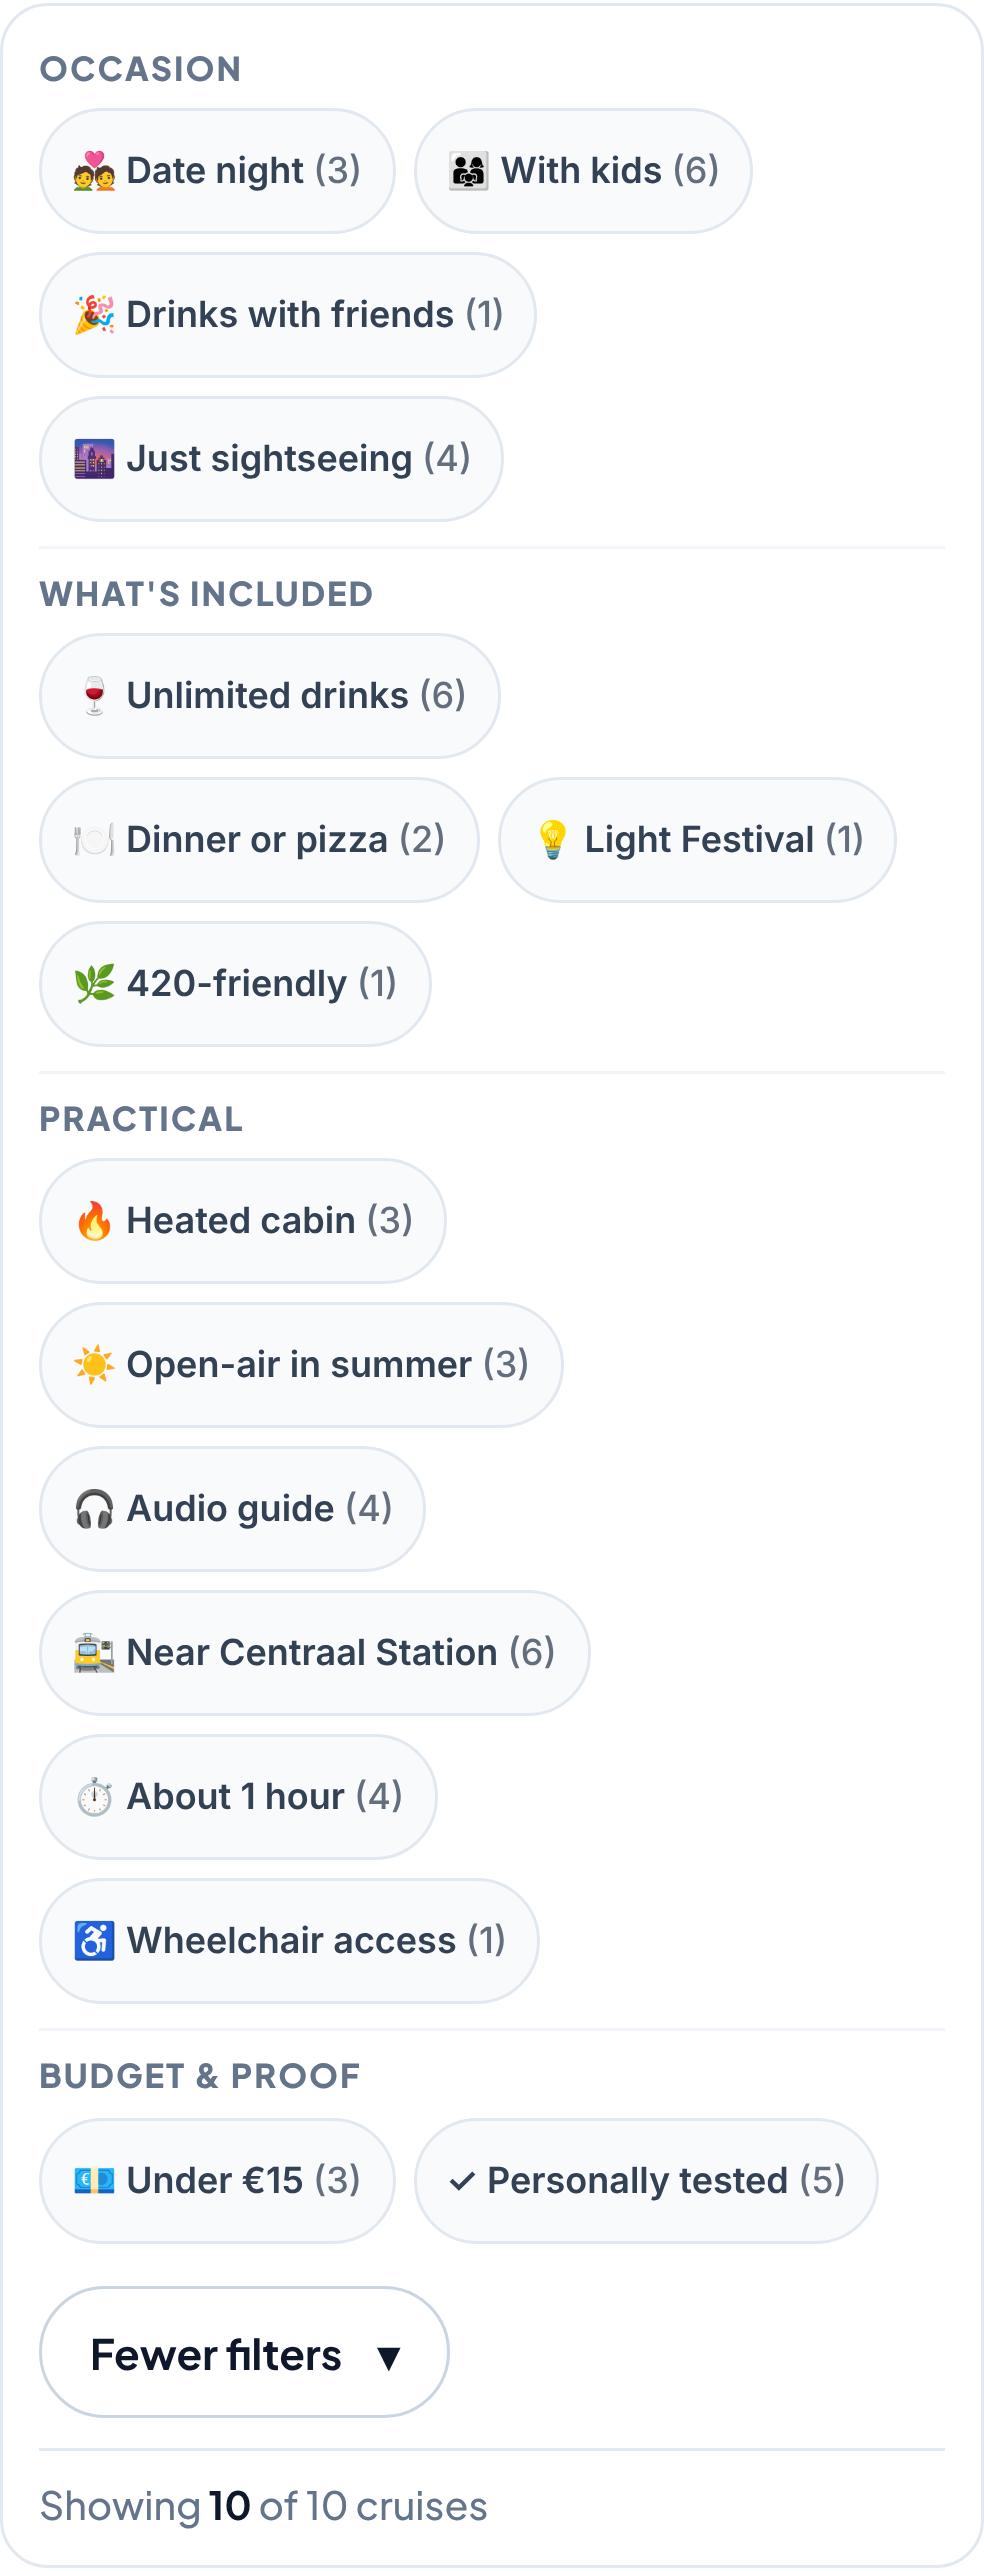 OCCASION
💑 Date night (3) 👨‍👩‍👧 With kids (6)
🎉 Drinks with friends (1)
🌆 Just sightseeing (4)
WHAT'S INCLUDED
🍷 Unlimited drinks (6)
🍽️ Dinner or pizza (2) 💡 Light Festival (1)
🌿 420-friendly (1)
PRACTICAL
🔥 Heated cabin (3)
☀️ Open-air in summer (3)
🎧 Audio guide (4)
🚉 Near Centraal Station (6)
⏱️ About 1 hour (4)
♿ Wheelchair access (1)
BUDGET & PROOF
💶 Under €15 (3) ✓ Personally tested (5)
Fewer filters ▼
Showing 10 of 10 cruises